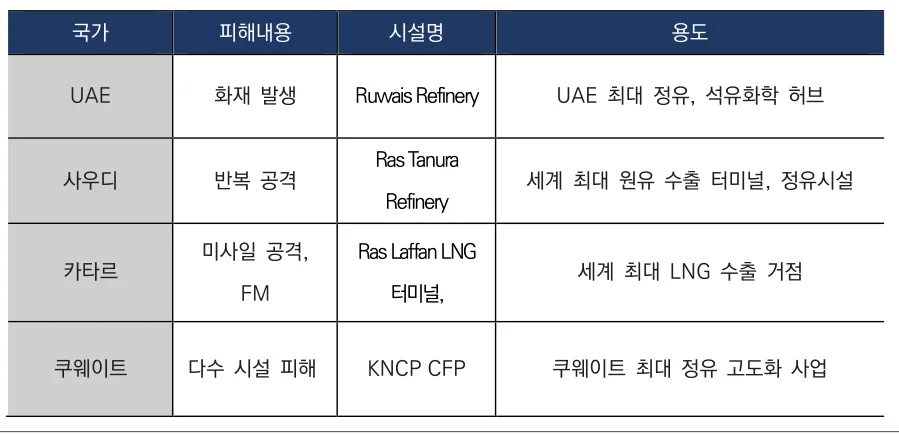 국가 피해내용 시설명 용도
UAE 화재 발생 Ruwais Refinery UAE 최대 정유, 석유화학 허브
사우디 반복 공격 Ras Tanura
Refinery 세계 최대 원유 수출 터미널, 정유시설
카타르 미사일 공격,
FM Ras Laffan LNG
터미널, 세계 최대 LNG 수출 거점
쿠웨이트 다수 시설 피해 KNCP CFP 쿠웨이트 최대 정유 고도화 사업